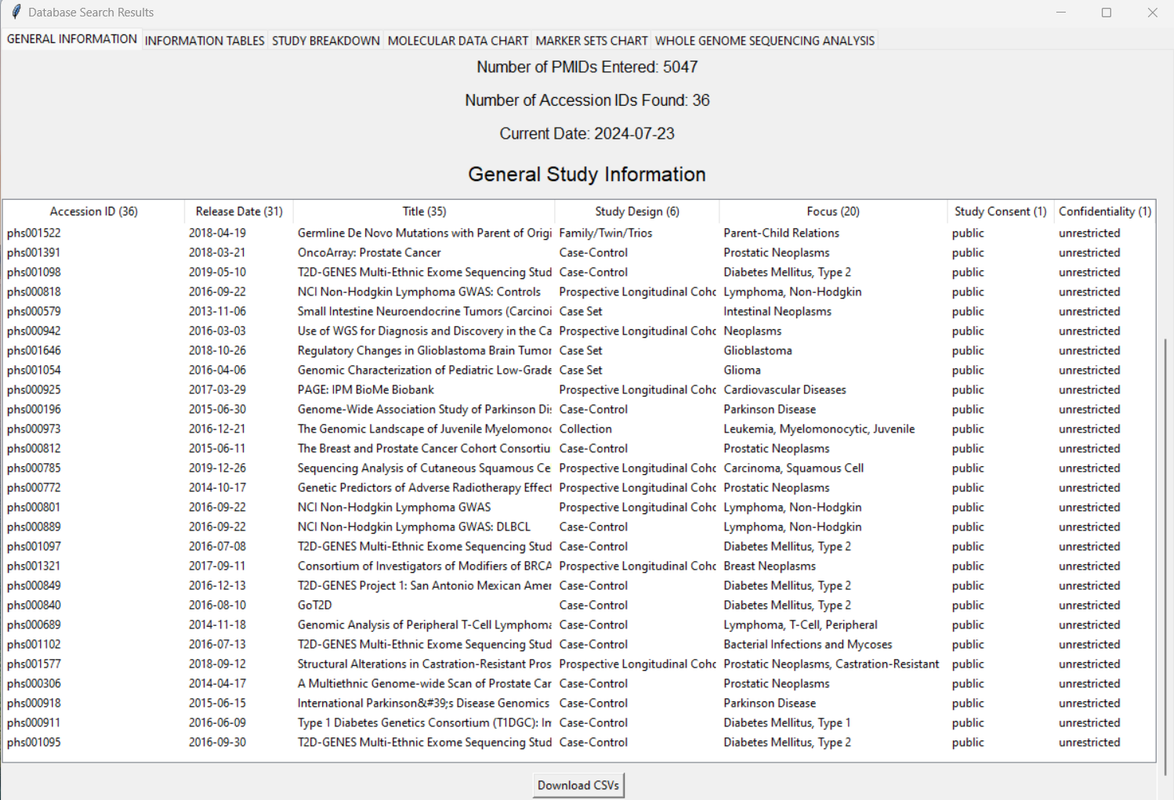 Database Search Results
GENERAL INFORMATION INFORMATION TABLES STUDY BREAKDOWN MOLECULAR DATA CHART MARKER SETS CHART WHOLE GENOME SEQUENCING ANALYSIS
Number of PMIDs Entered: 5047
Number of Accession IDs Found: 36
Current Date: 2024-07-23
General Study Information
Accession ID (36) Release Date (31) Title (35) Study Design (6) Focus (20) Study Consent (1) Confidentiality (1)
phs001522 2018-04-19 Germline De Novo Mutations with Parent of Origi Family/Twin/Trios Parent-Child Relations public unrestricted
phs001391 2018-03-21 OncoArray: Prostate Cancer Case-Control Prostatic Neoplasms public unrestricted
phs001098 2019-05-10 T2D-GENES Multi-Ethnic Exome Sequencing Stud Case-Control Diabetes Mellitus, Type 2 public unrestricted
phs000818 2016-09-22 NCI Non-Hodgkin Lymphoma GWAS: Controls Prospective Longitudinal Coho Lymphoma, Non-Hodgkin public unrestricted
phs000579 2013-11-06 Small Intestine Neuroendocrine Tumors (Carcinoi Case Set Intestinal Neoplasms public unrestricted
phs000942 2016-03-03 Use of WGS for Diagnosis and Discovery in the Ca Prospective Longitudinal Coho Neoplasms public unrestricted
phs001646 2018-10-26 Regulatory Changes in Glioblastoma Brain Tumor Case Set Glioblastoma public unrestricted
phs001054 2016-04-06 Genomic Characterization of Pediatric Low-Grade Case Set Glioma public unrestricted
phs000925 2017-03-29 PAGE: IPM BioMe Biobank Prospective Longitudinal Coho Cardiovascular Diseases public unrestricted
phs000196 2015-06-30 Genome-Wide Association Study of Parkinson Di Case-Control Parkinson Disease public unrestricted
phs000973 2016-12-21 The Genomic Landscape of Juvenile Myelomono Collection Leukemia, Myelomonocytic, Juvenile public unrestricted
phs000812 2015-06-11 The Breast and Prostate Cancer Cohort Consortiu Case-Control Prostatic Neoplasms public unrestricted
phs000785 2019-12-26 Sequencing Analysis of Cutaneous Squamous Ce Prospective Longitudinal Coho Carcinoma, Squamous Cell public unrestricted
phs000772 2014-10-17 Genetic Predictors of Adverse Radiotherapy Effect Prospective Longitudinal Coho Prostatic Neoplasms public unrestricted
phs000801 2016-09-22 NCI Non-Hodgkin Lymphoma GWAS Prospective Longitudinal Coho Lymphoma, Non-Hodgkin public unrestricted
phs000889 2016-09-22 NCI Non-Hodgkin Lymphoma GWAS: DLBCL Case-Control Lymphoma, Non-Hodgkin public unrestricted
phs001097 2016-07-08 T2D-GENES Multi-Ethnic Exome Sequencing Stud Case-Control Diabetes Mellitus, Type 2 public unrestricted
phs001321 2017-09-11 Consortium of Investigators of Modifiers of BRCA Prospective Longitudinal Coho Breast Neoplasms public unrestricted
phs000849 2016-12-13 T2D-GENES Project 1: San Antonio Mexican Amer Case-Control Diabetes Mellitus, Type 2 public unrestricted
phs000840 2016-08-10 GoT2D Case-Control Diabetes Mellitus, Type 2 public unrestricted
phs000689 2014-11-18 Genomic Analysis of Peripheral T-Cell Lymphoma Case-Control Lymphoma, T-Cell, Peripheral public unrestricted
phs001102 2016-07-13 T2D-GENES Multi-Ethnic Exome Sequencing Stud Case-Control Bacterial Infections and Mycoses public unrestricted
phs001577 2018-09-12 Structural Alterations in Castration-Resistant Pros Prospective Longitudinal Coho Prostatic Neoplasms, Castration-Resistant public unrestricted
phs000306 2014-04-17 A Multiethnic Genome-wide Scan of Prostate Can Case-Control Prostatic Neoplasms public unrestricted
phs000918 2015-06-15 International Parkinson&#39;s Disease Genomics Case-Control Parkinson Disease public unrestricted
phs000911 2016-06-09 Type 1 Diabetes Genetics Consortium (T1DGC): Im Case-Control Diabetes Mellitus, Type 1 public unrestricted
phs001095 2016-09-30 T2D-GENES Multi-Ethnic Exome Sequencing Stud Case-Control Diabetes Mellitus, Type 2 public unrestricted
Download CSVs